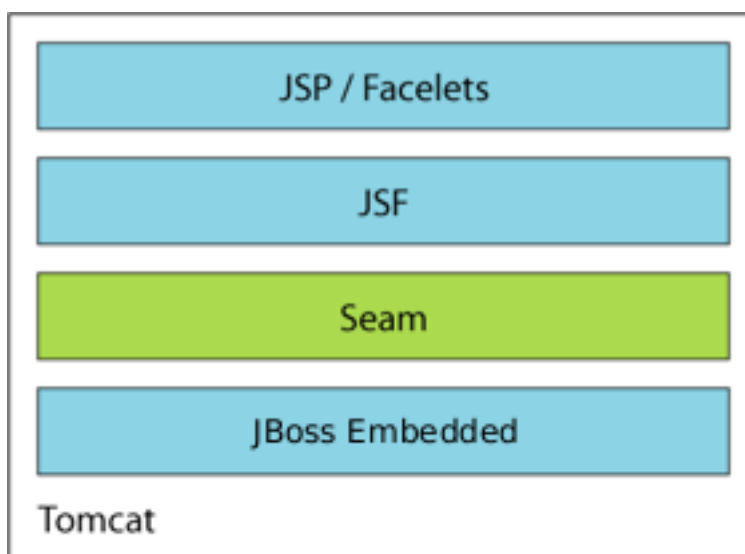 JSP / Facelets
JSF
Seam
JBoss Embedded
Tomcat